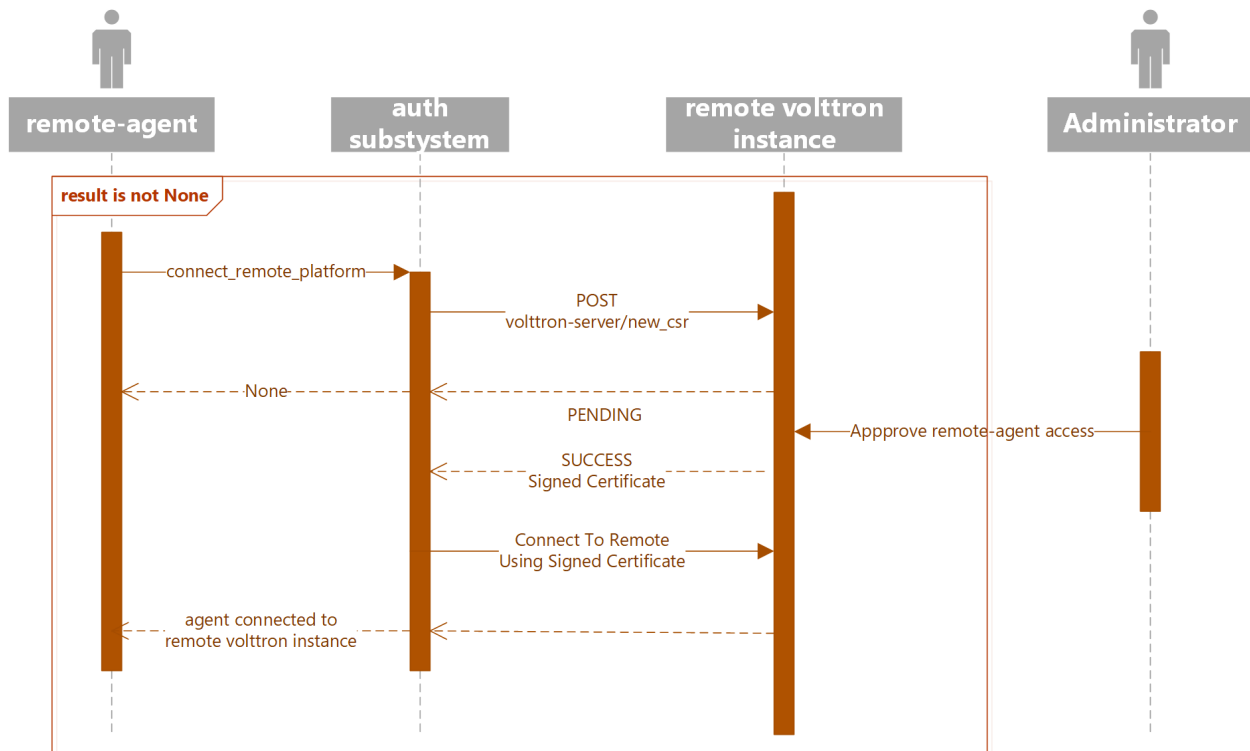 remote-agent
auth
substystem
remote volttron
instance
Administrator
result is not None
connect_remote_platform
POST
volttron-server/new_csr
None
PENDING
Appprove remote-agent access
SUCCESS
Signed Certificate
Connect To Remote
Using Signed Certificate
agent connected to
remote volttron instance